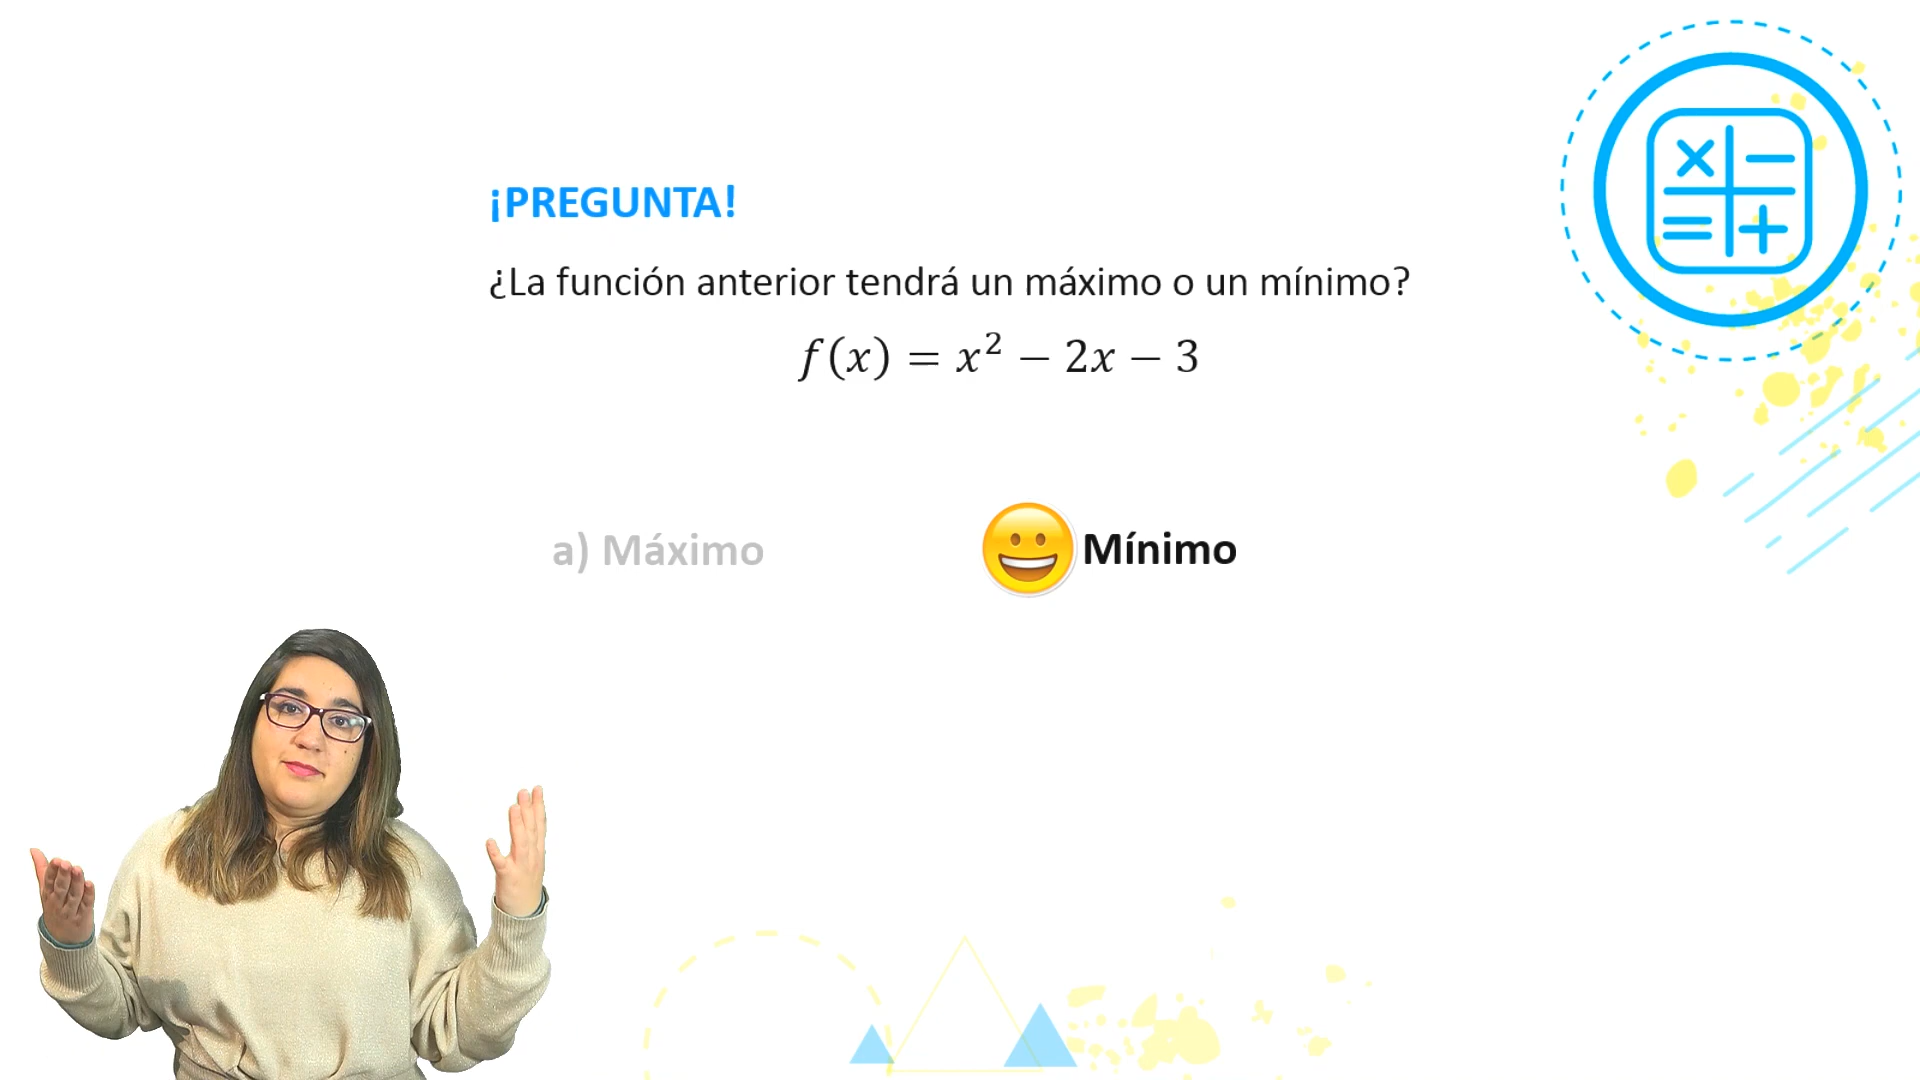 ¡PREGUNTA!
¿La función anterior tendrá un máximo o un mínimo?
f(x) = x² − 2x − 3
a) Máximo
Mínimo